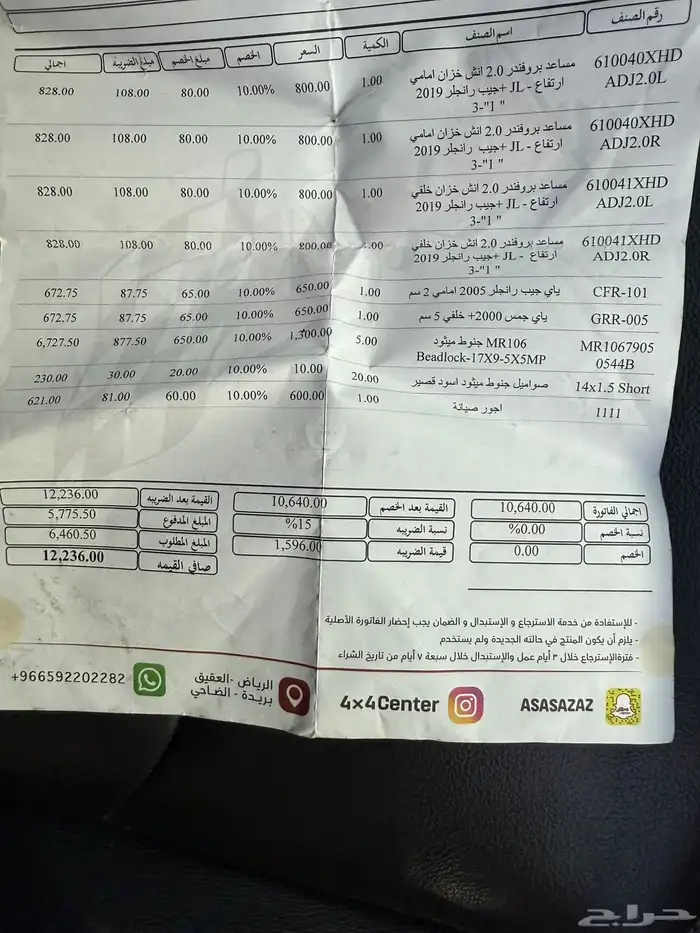 رقم الصنف اسم الصنف الكمية السعر الخصم مبلغ الخصم مبلغ الضريبه اجمالي
610040XHD مساعد بروفندر 2.0 انش خزان امامي 1.00 800.00 10.00% 80.00 108.00 828.00
ADJ2.0L ارتفاع - JL +جيب رانجلر 2019
3-"1 "
610040XHD مساعد بروفندر 2.0 انش خزان امامي 1.00 800.00 10.00% 80.00 108.00 828.00
ADJ2.0R ارتفاع - JL +جيب رانجلر 2019
3-"1 "
610041XHD مساعد بروفندر 2.0 انش خزان خلفي 1.00 800.00 10.00% 80.00 108.00 828.00
ADJ2.0L ارتفاع - JL +جيب رانجلر 2019
3-"1 "
610041XHD مساعد بروفندر 2.0 انش خزان خلفي 1.00 800.00 10.00% 80.00 108.00 828.00
ADJ2.0R ارتفاع - JL +جيب رانجلر 2019
3-"1 "
CFR-101 ياي جيب رانجلر 2005 امامي 2 سم 1.00 650.00 10.00% 65.00 87.75 672.75
GRR-005 ياي جمس 2000+ خلفي 5 سم 1.00 650.00 10.00% 65.00 87.75 672.75
MR1067905 MR106 جنوط ميثود 5.00 1,300.00 10.00% 650.00 877.50 6,727.50
0544B Beadlock-17X9-5X5MP
14x1.5 Short صواميل جنوط ميثود اسود قصير 20.00 10.00 10.00% 20.00 30.00 230.00
1111 اجور صيانة 1.00 600.00 10.00% 60.00 81.00 621.00
اجمالي الفاتورة 10,640.00 القيمة بعد الخصم 10,640.00 القيمة بعد الضريبه 12,236.00
نسبة الخصم %0.00 نسبة الضريبه %15 المبلغ المدفوع 5,775.50
الخصم 0.00 قيمة الضريبه 1,596.00 المبلغ المطلوب 6,460.50
صافي القيمه 12,236.00
- للإستفادة من خدمة الاسترجاع و الإستبدال و الضمان يجب إحضار الفاتورة الأصلية
- يلزم أن يكون المنتج في حالته الجديدة ولم يستخدم
- فترةالإسترجاع خلال ٣ أيام عمل والإستبدال خلال سبعة ٧ أيام من تاريخ الشراء
ASASAZAZ 4x4Center الرياض -العقيق +966592202282
بريدة - الضاحي
حراج